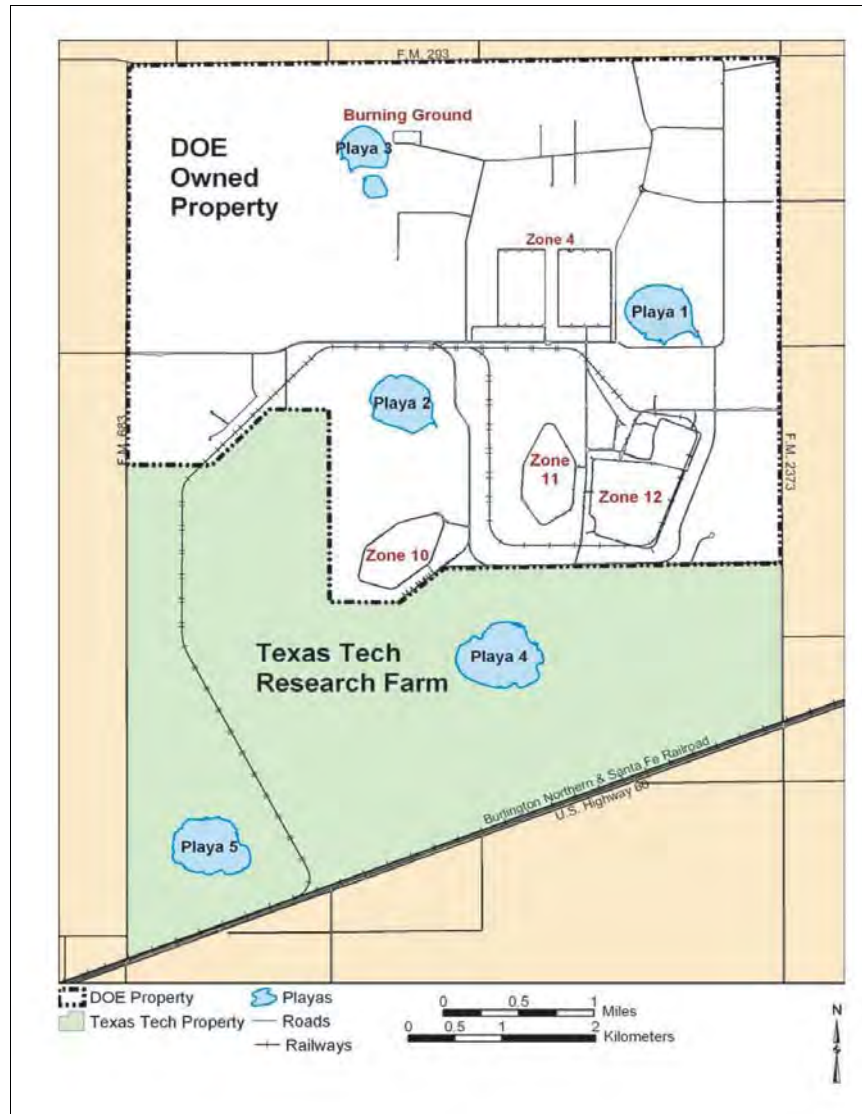 F.M. 293
Burning Ground
Playa 3
DOE
Owned
Property
Zone 4
Playa 1
Playa 2
F.M. 683
F.M. 2373
Zone
11
Zone 12
Zone 10
Playa 4
Texas Tech
Research Farm
Burlington Northern & Santa Fe Railroad
U.S. Highway 60
Playa 5
DOE Property
Texas Tech Property
Playas
Roads
Railways
0 0.5 1
Miles
0 0.5 1 2
Kilometers
N